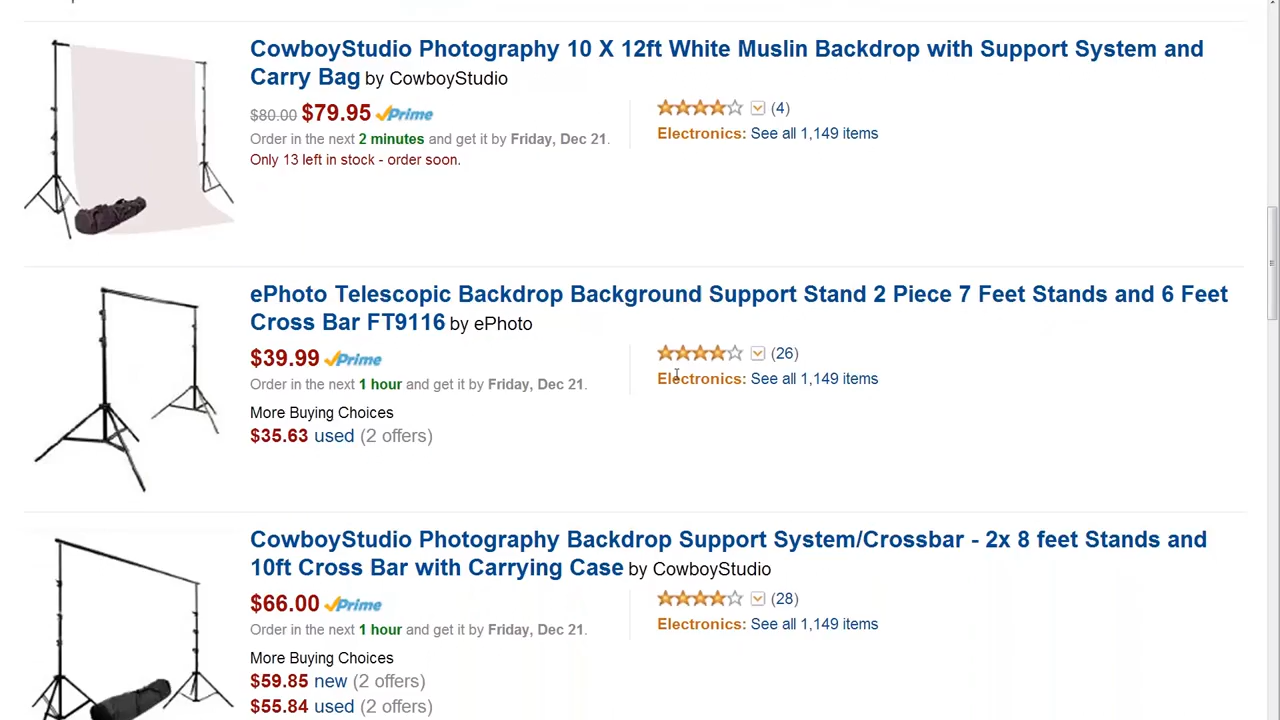 CowboyStudio Photography 10 X 12ft White Muslin Backdrop with Support System and
Carry Bag by CowboyStudio
$80.00 $79.95 Prime
Order in the next 2 minutes and get it by Friday, Dec 21.
Only 13 left in stock - order soon.
(4)
Electronics: See all 1,149 items
ePhoto Telescopic Backdrop Background Support Stand 2 Piece 7 Feet Stands and 6 Feet
Cross Bar FT9116 by ePhoto
$39.99 Prime
Order in the next 1 hour and get it by Friday, Dec 21.
More Buying Choices
$35.63 used (2 offers)
(26)
Electronics: See all 1,149 items
CowboyStudio Photography Backdrop Support System/Crossbar - 2x 8 feet Stands and
10ft Cross Bar with Carrying Case by CowboyStudio
$66.00 Prime
Order in the next 1 hour and get it by Friday, Dec 21.
More Buying Choices
$59.85 new (2 offers)
$55.84 used (2 offers)
(28)
Electronics: See all 1,149 items